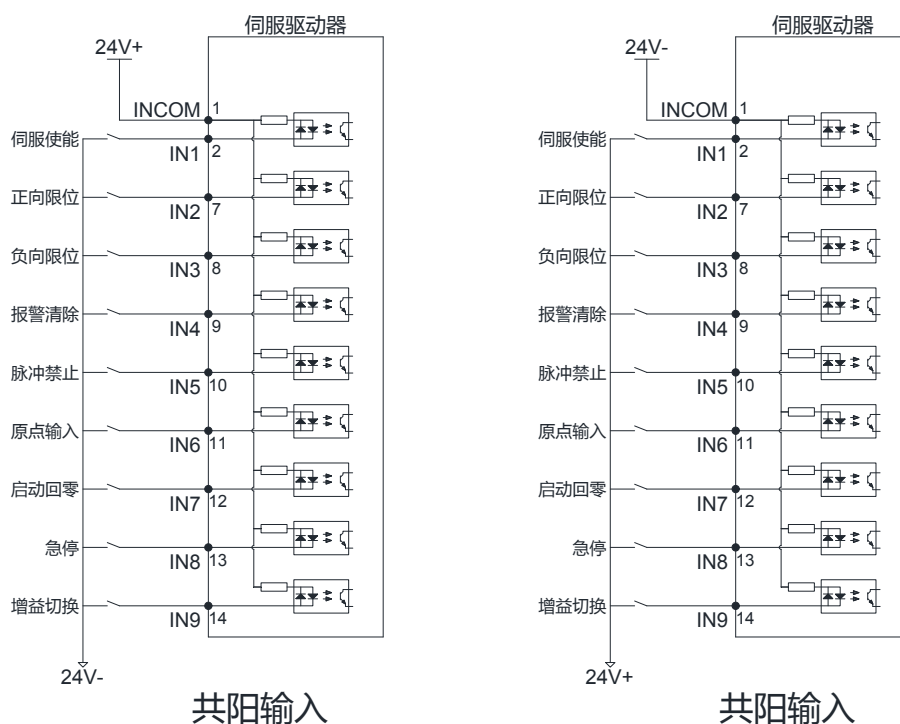 伺服驱动器
24V+
INCOM
1
伺服使能
IN1
2
正向限位
IN2
7
负向限位
IN3
8
报警清除
IN4
9
脉冲禁止
IN5
10
原点输入
IN6
11
启动回零
IN7
12
急停
IN8
13
增益切换
IN9
14
24V-
共阳输入
伺服驱动器
24V-
INCOM
1
伺服使能
IN1
2
正向限位
IN2
7
负向限位
IN3
8
报警清除
IN4
9
脉冲禁止
IN5
10
原点输入
IN6
11
启动回零
IN7
12
急停
IN8
13
增益切换
IN9
14
24V+
共阳输入